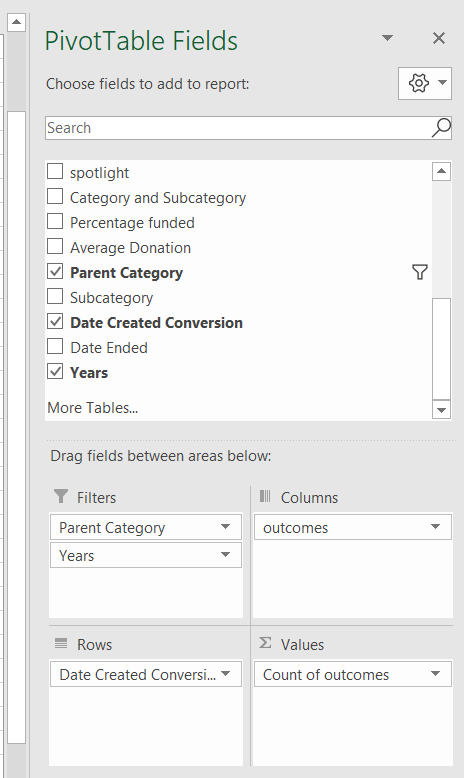 PivotTable Fields
Choose fields to add to report:
Search
spotlight
Category and Subcategory
Percentage funded
Average Donation
Parent Category
Subcategory
Date Created Conversion
Date Ended
Years
More Tables...
Drag fields between areas below:
Filters
Parent Category
Years
Columns
outcomes
Rows
Date Created Conversi...
Values
Count of outcomes